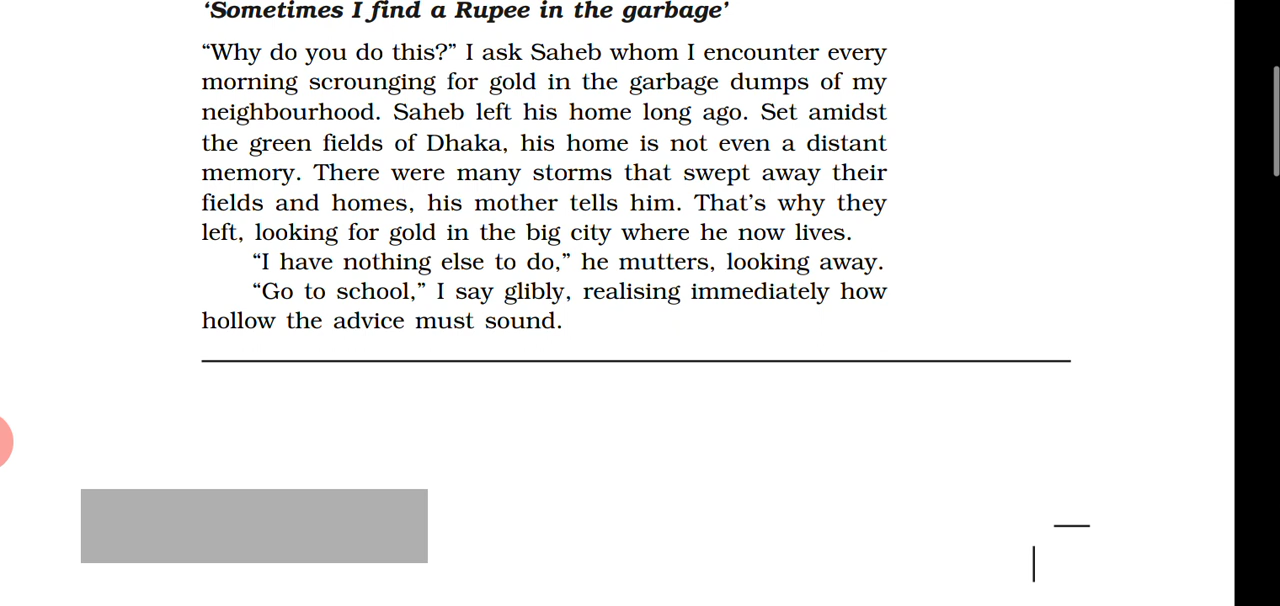 ‘Sometimes I find a Rupee in the garbage’
“Why do you do this?” I ask Saheb whom I encounter every
morning scrounging for gold in the garbage dumps of my
neighbourhood. Saheb left his home long ago. Set amidst
the green fields of Dhaka, his home is not even a distant
memory. There were many storms that swept away their
fields and homes, his mother tells him. That’s why they
left, looking for gold in the big city where he now lives.
“I have nothing else to do,” he mutters, looking away.
“Go to school,” I say glibly, realising immediately how
hollow the advice must sound.